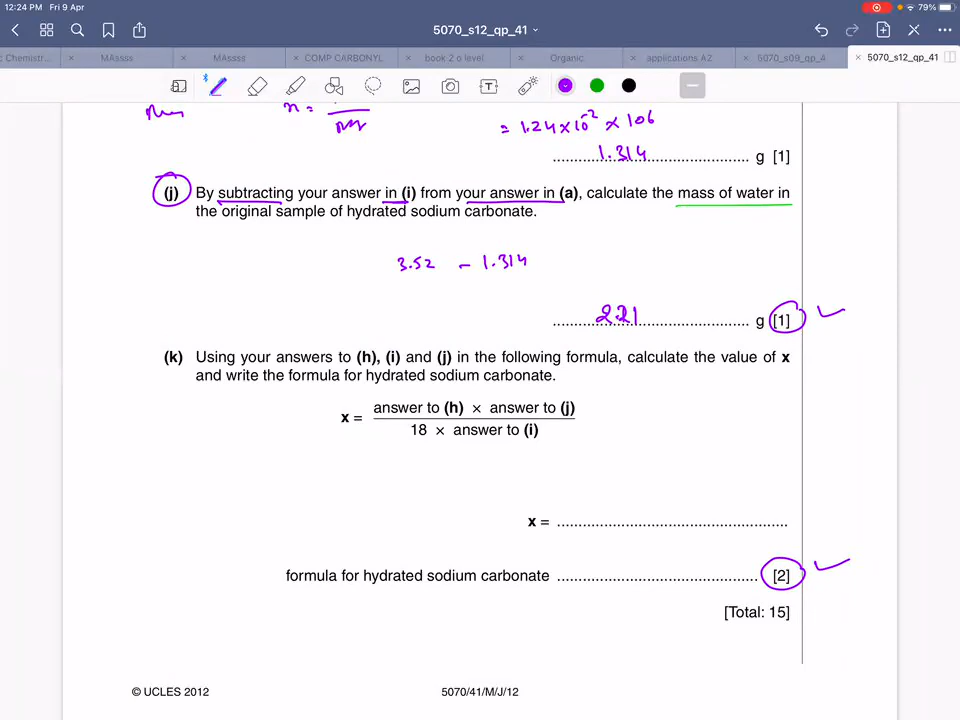 12:24 PM Fri 9 Apr
79%
5070_s12_qp_41
: Chemistr...
MAssss
MAssss
COMP CARBONYL
book 2 o level
Organic
applications A2
5070_s09_qp_4
5070_s12_qp_41
n =
= 1.24 × 10⁻² × 106
1.314 g [1]
(j) By subtracting your answer in (i) from your answer in (a), calculate the mass of water in
the original sample of hydrated sodium carbonate.
3.52 – 1.314
2.21 g [1]
(k) Using your answers to (h), (i) and (j) in the following formula, calculate the value of x
and write the formula for hydrated sodium carbonate.
x = answer to (h) × answer to (j)
18 × answer to (i)
x = ......................................................
formula for hydrated sodium carbonate ............................................... [2]
[Total: 15]
© UCLES 2012 5070/41/M/J/12